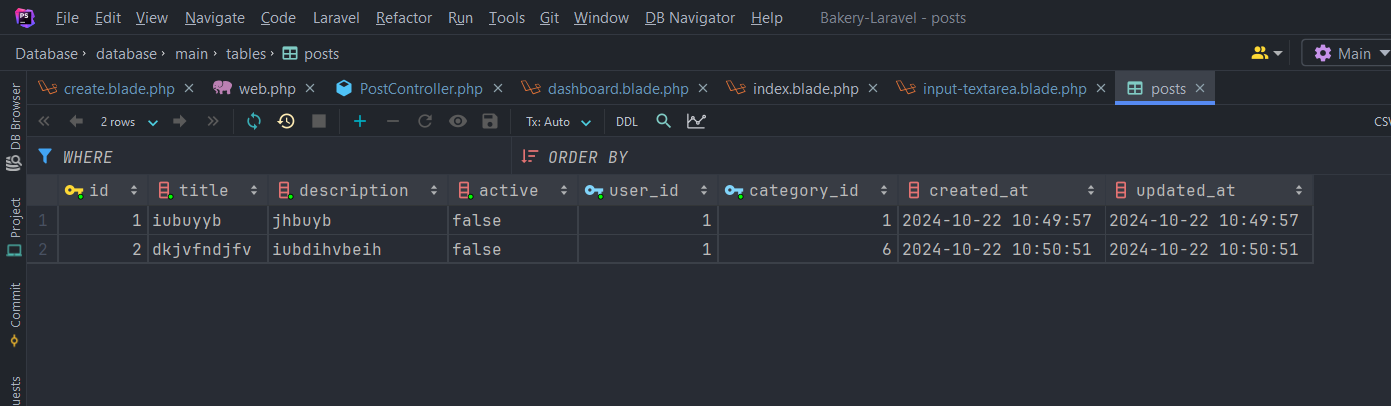 PS File Edit View Navigate Code Laravel Refactor Run Tools Git Window DB Navigator Help Bakery-Laravel - posts
Database › database › main › tables › posts Main
create.blade.php web.php PostController.php dashboard.blade.php index.blade.php input-textarea.blade.php posts
2 rows Tx: Auto DDL CSV
WHERE ORDER BY
id title description active user_id category_id created_at updated_at
1 1 iubuyyb jhbuyb false 1 1 2024-10-22 10:49:57 2024-10-22 10:49:57
2 2 dkjvfndjfv iubdihvbeih false 1 6 2024-10-22 10:50:51 2024-10-22 10:50:51
DB Browser
Project
Commit